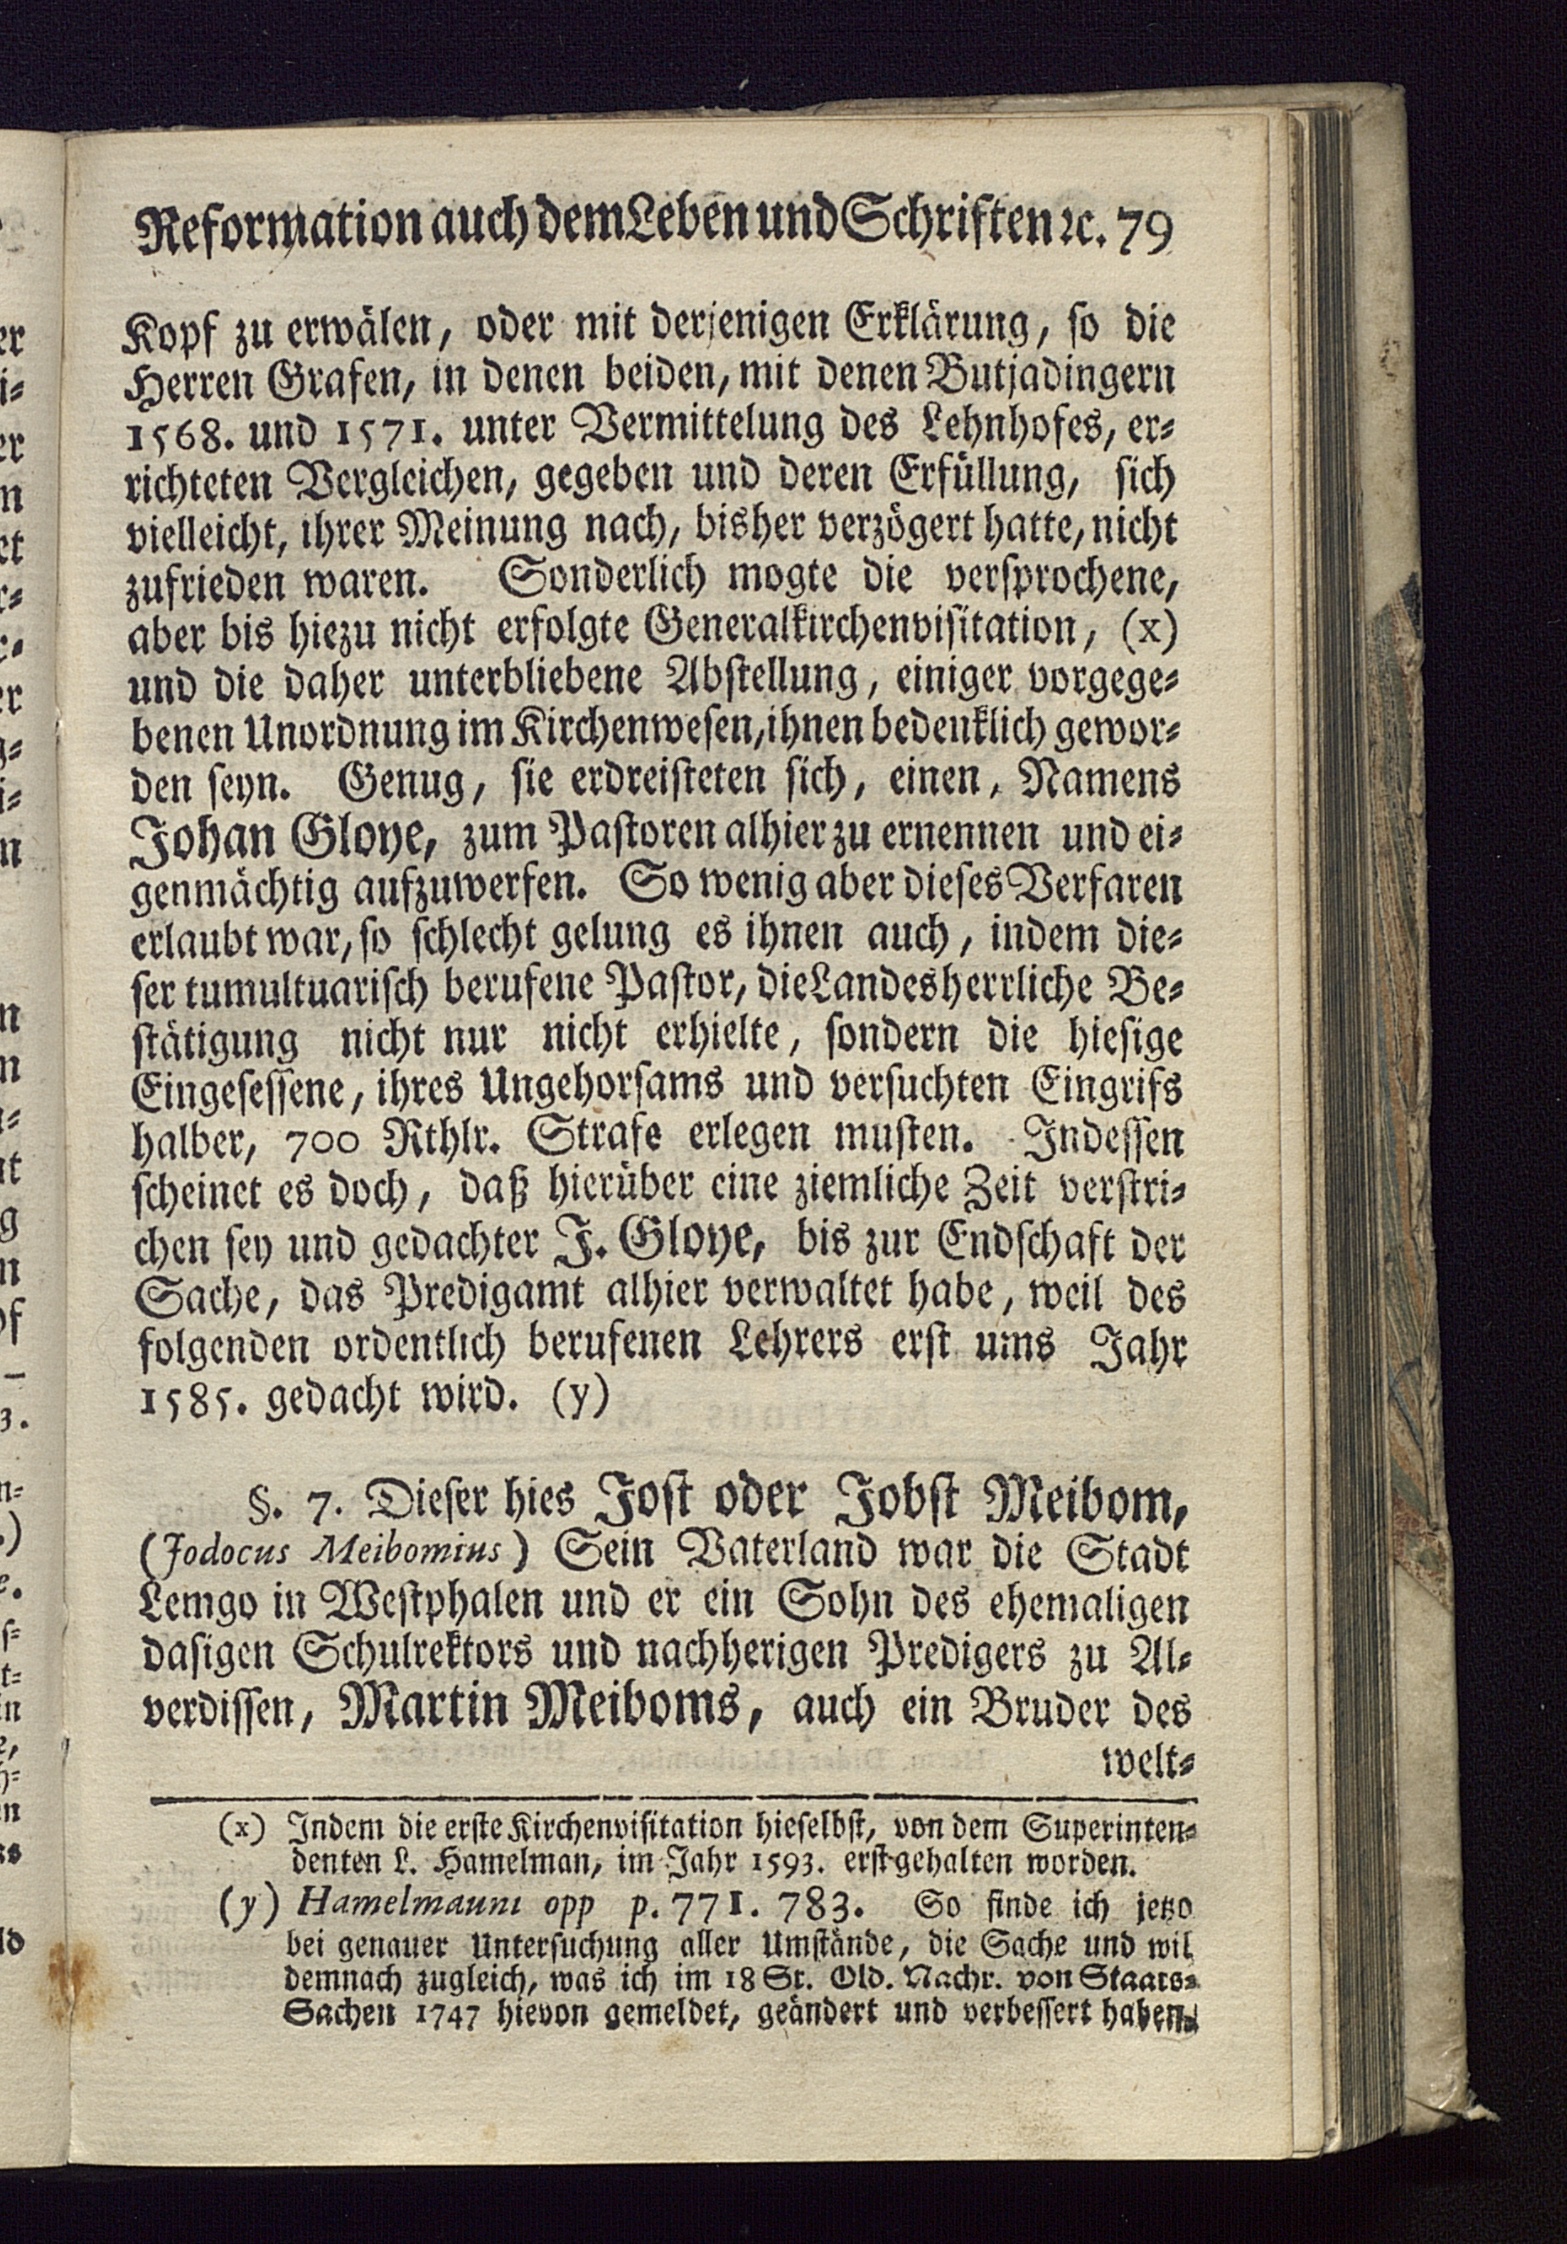 Reformation auch dem Leben und Schriften ꝛc. 79
Kopf zu erwälen, oder mit derjenigen Erklärung, so die
Herren Grafen, in denen beiden, mit denen Butjadingern
1568. und 1571. unter Vermittelung des Lehnhofes, er-
richteten Vergleichen, gegeben und deren Erfüllung, sich
vielleicht, ihrer Meinung nach, bisher verzögert hatte, nicht
zufrieden waren. Sonderlich mogte die versprochene,
aber bis hiezu nicht erfolgte Generalkirchenvisitation, (x)
und die daher unterbliebene Abstellung, einiger vorgege-
benen Unordnung im Kirchenwesen, ihnen bedenklich gewor-
den seyn. Genug, sie erdreisteten sich, einen, Namens
Johan Gloye, zum Pastoren alhier zu ernennen und ei-
genmächtig aufzuwerfen. So wenig aber dieses Verfaren
erlaubt war, so schlecht gelung es ihnen auch, indem die-
ser tumultuarisch berufene Pastor, die Landesherrliche Be-
stätigung nicht nur nicht erhielte, sondern die hiesige
Eingesessene, ihres Ungehorsams und versuchten Eingrifs
halber, 700 Rthlr. Strafe erlegen musten. Indessen
scheinet es doch, daß hierüber eine ziemliche Zeit verstri-
chen sey und gedachter J. Gloye, bis zur Endschaft der
Sache, das Predigamt alhier verwaltet habe, weil des
folgenden ordentlich berufenen Lehrers erst ums Jahr
1585. gedacht wird. (y)
§. 7. Dieser hies Jost oder Jobst Meibom,
(Jodocus Meibomius) Sein Vaterland war die Stadt
Lemgo in Westphalen und er ein Sohn des ehemaligen
dasigen Schulrektors und nachherigen Predigers zu Al-
verdissen, Martin Meiboms, auch ein Bruder des
welt-
(x) Indem die erste Kirchenvisitation hieselbst, von dem Superinten-
denten L. Hamelman, im Jahr 1593. erst gehalten worden.
(y) Hamelmanni opp p. 771. 783. So finde ich jetzo
bei genauer Untersuchung aller Umstände, die Sache und wil
demnach zugleich, was ich im 18 St. Old. Nachr. von Staats-
Sachen 1747 hievon gemeldet, geändert und verbessert haben.